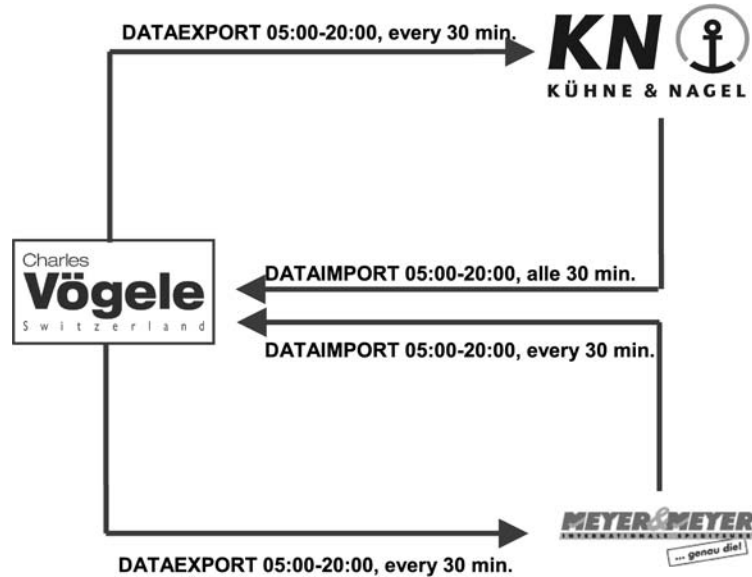 DATAEXPORT 05:00-20:00, every 30 min.
KN
KÜHNE & NAGEL
Charles
Vögele
Switzerland
DATAIMPORT 05:00-20:00, alle 30 min.
DATAIMPORT 05:00-20:00, every 30 min.
MEYER&MEYER
INTERNATIONALE SPEDITEURE
... genau die!
DATAEXPORT 05:00-20:00, every 30 min.